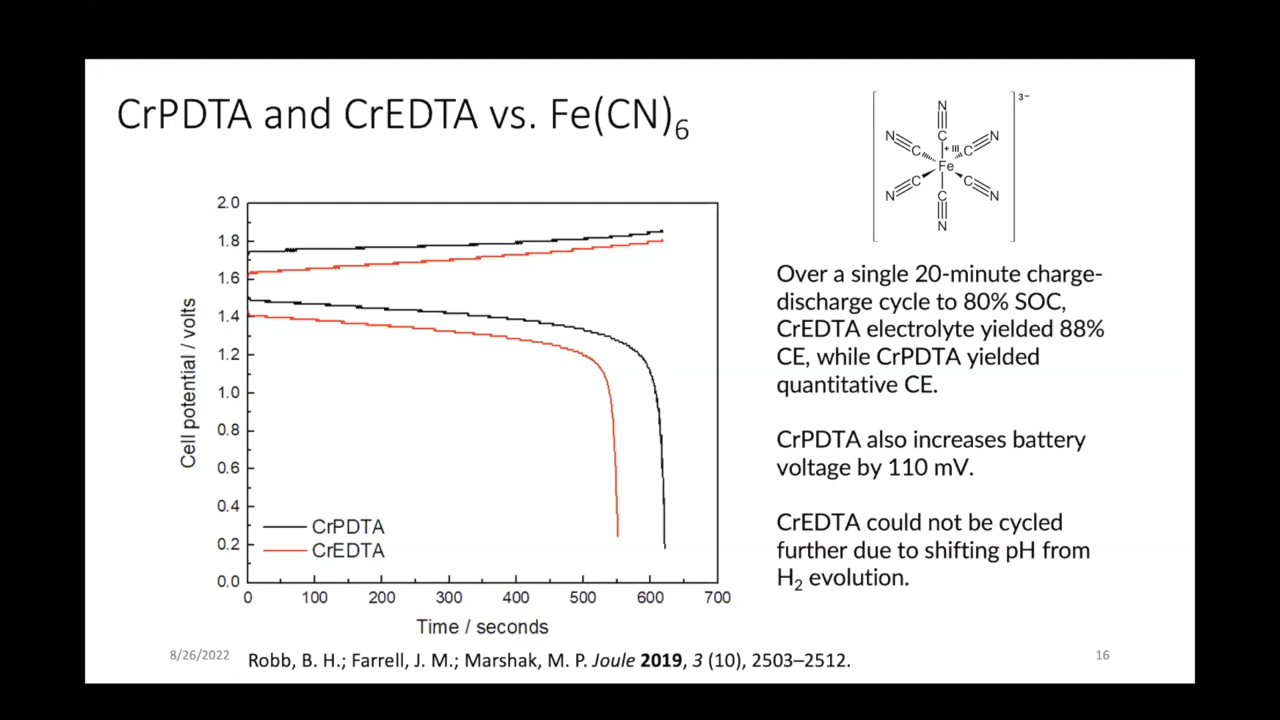 CrPDTA and CrEDTA vs. Fe(CN)₆
3−
N
C
N
C
+ III
C
N
Fe
N
C
C
N
C
N
2.0
1.8
1.6
1.4
1.2
1.0
0.8
0.6
0.4
0.2
0.0
Cell potential / volts
CrPDTA
CrEDTA
0 100 200 300 400 500 600 700
Time / seconds
Over a single 20-minute charge-
discharge cycle to 80% SOC,
CrEDTA electrolyte yielded 88%
CE, while CrPDTA yielded
quantitative CE.
CrPDTA also increases battery
voltage by 110 mV.
CrEDTA could not be cycled
further due to shifting pH from
H₂ evolution.
8/26/2022
Robb, B. H.; Farrell, J. M.; Marshak, M. P. Joule 2019, 3 (10), 2503–2512.
16